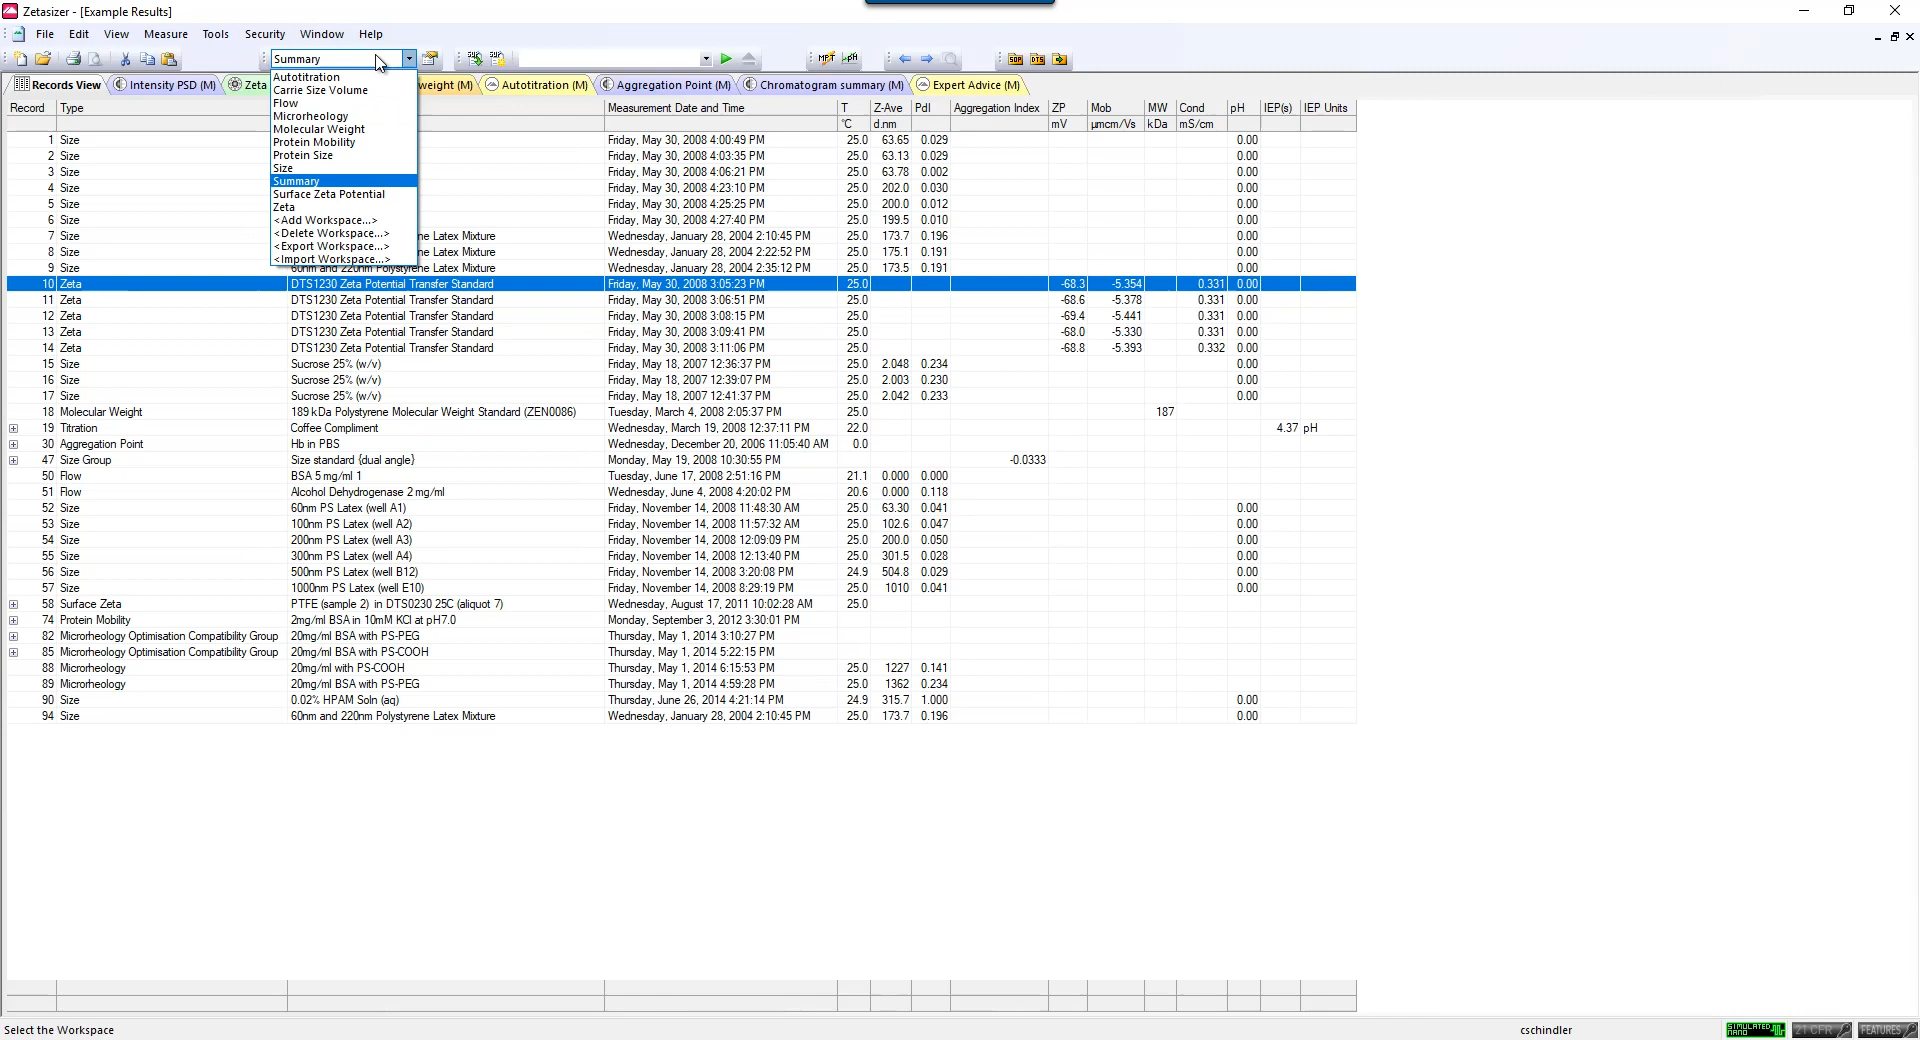 Zetasizer - [Example Results]
File Edit View Measure Tools Security Window Help
Summary
MPT pH SOP DTS
Autotitration
Carrie Size Volume
Flow
Microrheology
Molecular Weight
Protein Mobility
Protein Size
Size
Summary
Surface Zeta Potential
Zeta
<Add Workspace...>
<Delete Workspace...>
<Export Workspace...>
<Import Workspace...>
Records View Intensity PSD (M) Zeta weight (M) Autotitration (M) Aggregation Point (M) Chromatogram summary (M) Expert Advice (M)
Record Type Measurement Date and Time T Z-Ave PdI Aggregation Index ZP Mob MW Cond pH IEP(s) IEP Units
°C d.nm mV µmcm/Vs kDa mS/cm
1 Size Friday, May 30, 2008 4:00:49 PM 25.0 63.65 0.029 0.00
2 Size Friday, May 30, 2008 4:03:35 PM 25.0 63.13 0.029 0.00
3 Size Friday, May 30, 2008 4:06:21 PM 25.0 63.78 0.002 0.00
4 Size Friday, May 30, 2008 4:23:10 PM 25.0 202.0 0.030 0.00
5 Size Friday, May 30, 2008 4:25:25 PM 25.0 200.0 0.012 0.00
6 Size Friday, May 30, 2008 4:27:40 PM 25.0 199.5 0.010 0.00
7 Size ne Latex Mixture Wednesday, January 28, 2004 2:10:45 PM 25.0 173.7 0.196 0.00
8 Size ne Latex Mixture Wednesday, January 28, 2004 2:22:52 PM 25.0 175.1 0.191 0.00
9 Size 60nm and 220nm Polystyrene Latex Mixture Wednesday, January 28, 2004 2:35:12 PM 25.0 173.5 0.191 0.00
10 Zeta DTS1230 Zeta Potential Transfer Standard Friday, May 30, 2008 3:05:23 PM 25.0 -68.3 -5.354 0.331 0.00
11 Zeta DTS1230 Zeta Potential Transfer Standard Friday, May 30, 2008 3:06:51 PM 25.0 -68.6 -5.378 0.331 0.00
12 Zeta DTS1230 Zeta Potential Transfer Standard Friday, May 30, 2008 3:08:15 PM 25.0 -69.4 -5.441 0.331 0.00
13 Zeta DTS1230 Zeta Potential Transfer Standard Friday, May 30, 2008 3:09:41 PM 25.0 -68.0 -5.330 0.331 0.00
14 Zeta DTS1230 Zeta Potential Transfer Standard Friday, May 30, 2008 3:11:06 PM 25.0 -68.8 -5.393 0.332 0.00
15 Size Sucrose 25% (w/v) Friday, May 18, 2007 12:36:37 PM 25.0 2.048 0.234 0.00
16 Size Sucrose 25% (w/v) Friday, May 18, 2007 12:39:07 PM 25.0 2.003 0.230 0.00
17 Size Sucrose 25% (w/v) Friday, May 18, 2007 12:41:37 PM 25.0 2.042 0.233 0.00
18 Molecular Weight 189 kDa Polystyrene Molecular Weight Standard (ZEN0086) Tuesday, March 4, 2008 2:05:37 PM 25.0 187
19 Titration Coffee Compliment Wednesday, March 19, 2008 12:37:11 PM 22.0 4.37 pH
30 Aggregation Point Hb in PBS Wednesday, December 20, 2006 11:05:40 AM 0.0
47 Size Group Size standard {dual angle} Monday, May 19, 2008 10:30:55 PM -0.0333
50 Flow BSA 5 mg/ml 1 Tuesday, June 17, 2008 2:51:16 PM 21.1 0.000 0.000
51 Flow Alcohol Dehydrogenase 2 mg/ml Wednesday, June 4, 2008 4:20:02 PM 20.6 0.000 0.118
52 Size 60nm PS Latex (well A1) Friday, November 14, 2008 11:48:30 AM 25.0 63.30 0.041 0.00
53 Size 100nm PS Latex (well A2) Friday, November 14, 2008 11:57:32 AM 25.0 102.6 0.047 0.00
54 Size 200nm PS Latex (well A3) Friday, November 14, 2008 12:09:09 PM 25.0 200.0 0.050 0.00
55 Size 300nm PS Latex (well A4) Friday, November 14, 2008 12:13:40 PM 25.0 301.5 0.028 0.00
56 Size 500nm PS Latex (well B12) Friday, November 14, 2008 3:20:08 PM 24.9 504.8 0.029 0.00
57 Size 1000nm PS Latex (well E10) Friday, November 14, 2008 8:29:19 PM 25.0 1010 0.041 0.00
58 Surface Zeta PTFE (sample 2) in DTS0230 25C (aliquot 7) Wednesday, August 17, 2011 10:02:28 AM 25.0
74 Protein Mobility 2mg/ml BSA in 10mM KCl at pH7.0 Monday, September 3, 2012 3:30:01 PM
82 Microrheology Optimisation Compatibility Group 20mg/ml BSA with PS-PEG Thursday, May 1, 2014 3:10:27 PM
85 Microrheology Optimisation Compatibility Group 20mg/ml BSA with PS-COOH Thursday, May 1, 2014 5:22:15 PM
88 Microrheology 20mg/ml with PS-COOH Thursday, May 1, 2014 6:15:53 PM 25.0 1227 0.141
89 Microrheology 20mg/ml BSA with PS-PEG Thursday, May 1, 2014 4:59:28 PM 25.0 1362 0.234
90 Size 0.02% HPAM Soln (aq) Thursday, June 26, 2014 4:21:14 PM 24.9 315.7 1.000 0.00
94 Size 60nm and 220nm Polystyrene Latex Mixture Wednesday, January 28, 2004 2:10:45 PM 25.0 173.7 0.196 0.00
Select the Workspace cschindler SIMULATED NANO 21 CFR FEATURES